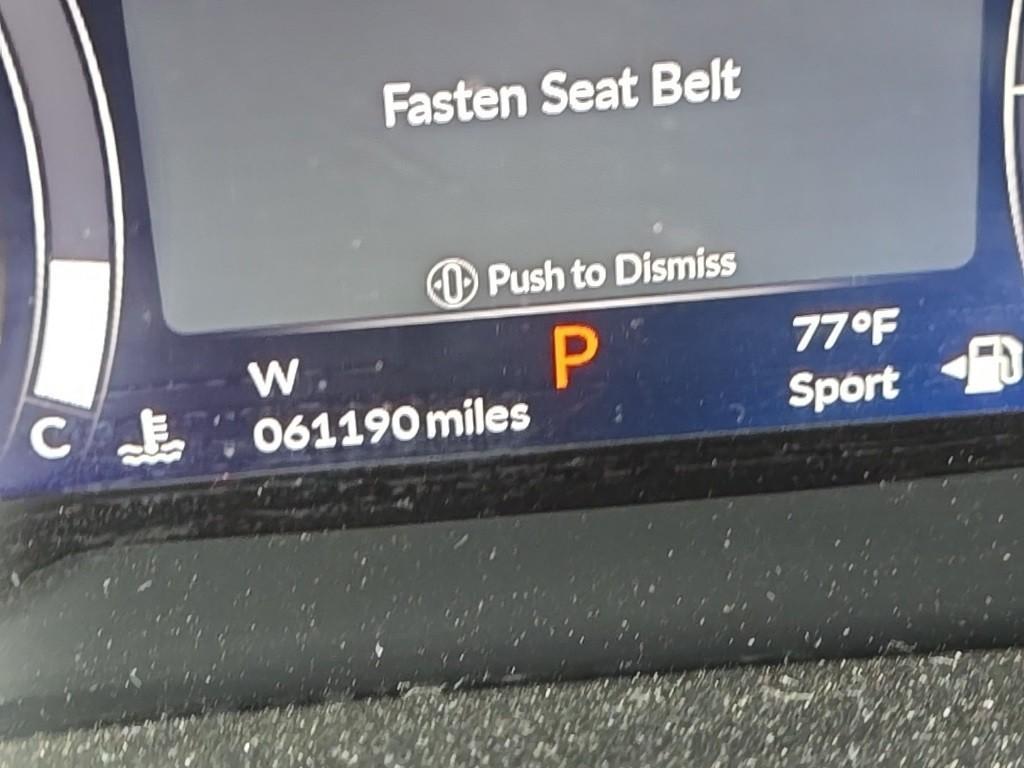 Fasten Seat Belt
Push to Dismiss
W
P
77°F
C
061190 miles
Sport